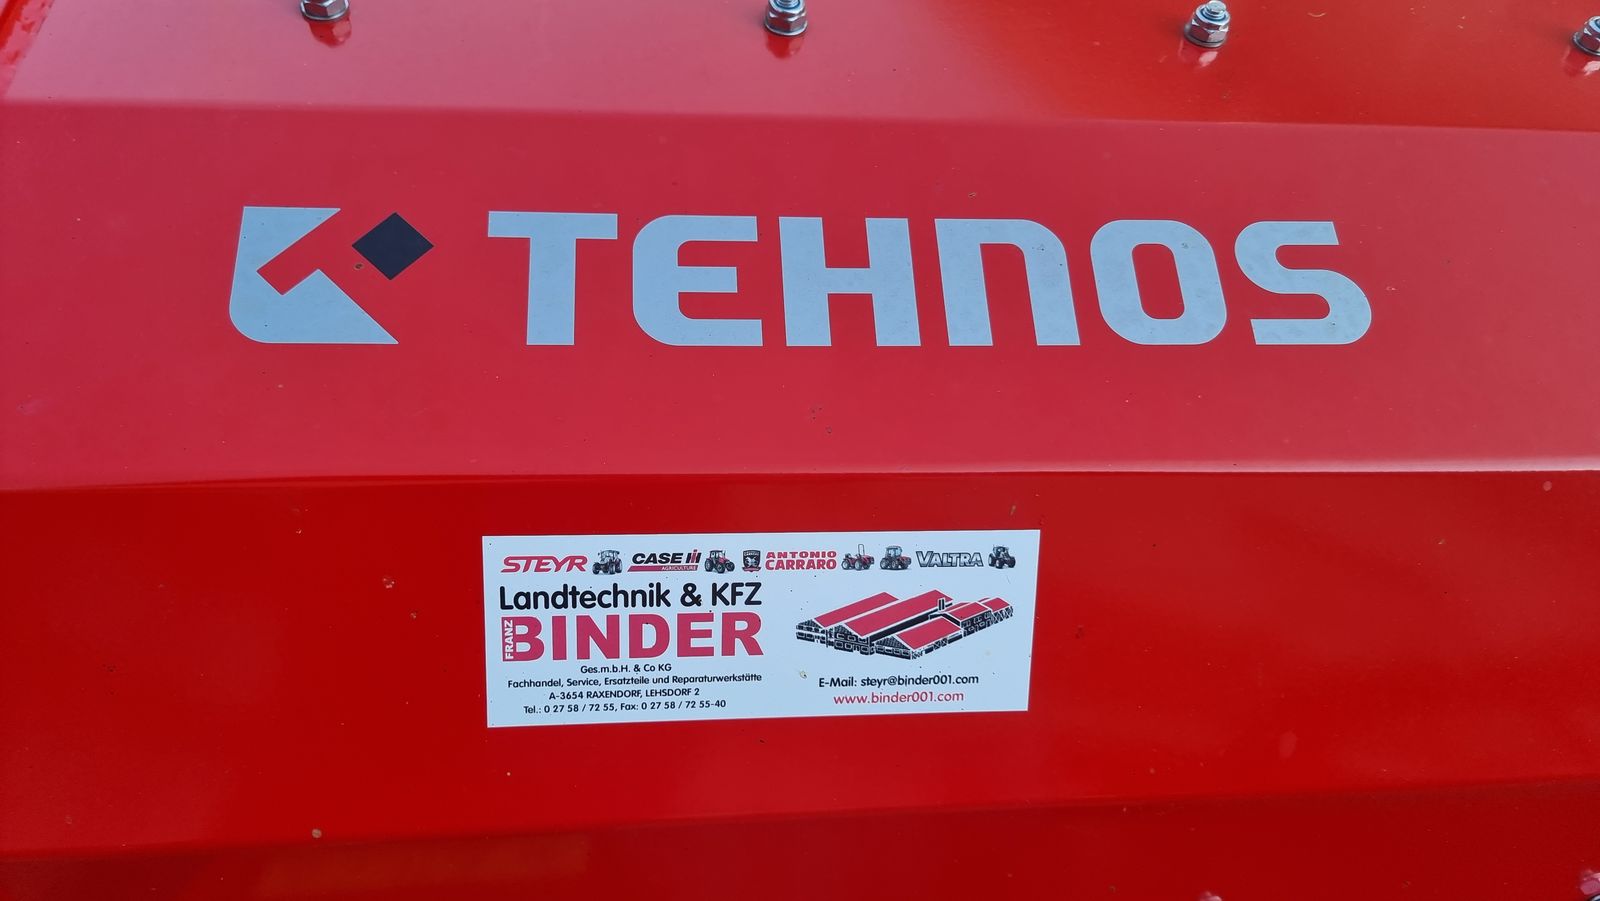 TEHNOS
STEYR CASE IH AGRICULTURE ANTONIO CARRARO VALTRA
Landtechnik & KFZ
FRANZ BINDER
Ges.m.b.H. & Co KG
Fachhandel, Service, Ersatzteile und Reparaturwerkstätte
A-3654 RAXENDORF, LEHSDORF 2
Tel.: 0 27 58 / 72 55, Fax: 0 27 58 / 72 55-40
E-Mail: steyr@binder001.com
www.binder001.com